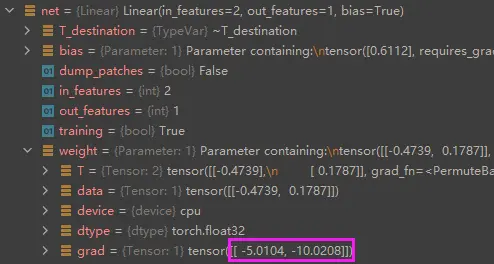 net = {Linear} Linear(in_features=2, out_features=1, bias=True)
T_destination = {TypeVar} ~T_destination
bias = {Parameter: 1} Parameter containing:\ntensor([0.6112], requires_gra
dump_patches = {bool} False
in_features = {int} 2
out_features = {int} 1
training = {bool} True
weight = {Parameter: 1} Parameter containing:\ntensor([[-0.4739,  0.1787]],
T = {Tensor: 2} tensor([[-0.4739],\n        [ 0.1787]], grad_fn=<PermuteBa
data = {Tensor: 1} tensor([[-0.4739,  0.1787]])
device = {device} cpu
dtype = {dtype} torch.float32
grad = {Tensor: 1} tensor([[ -5.0104, -10.0208]])